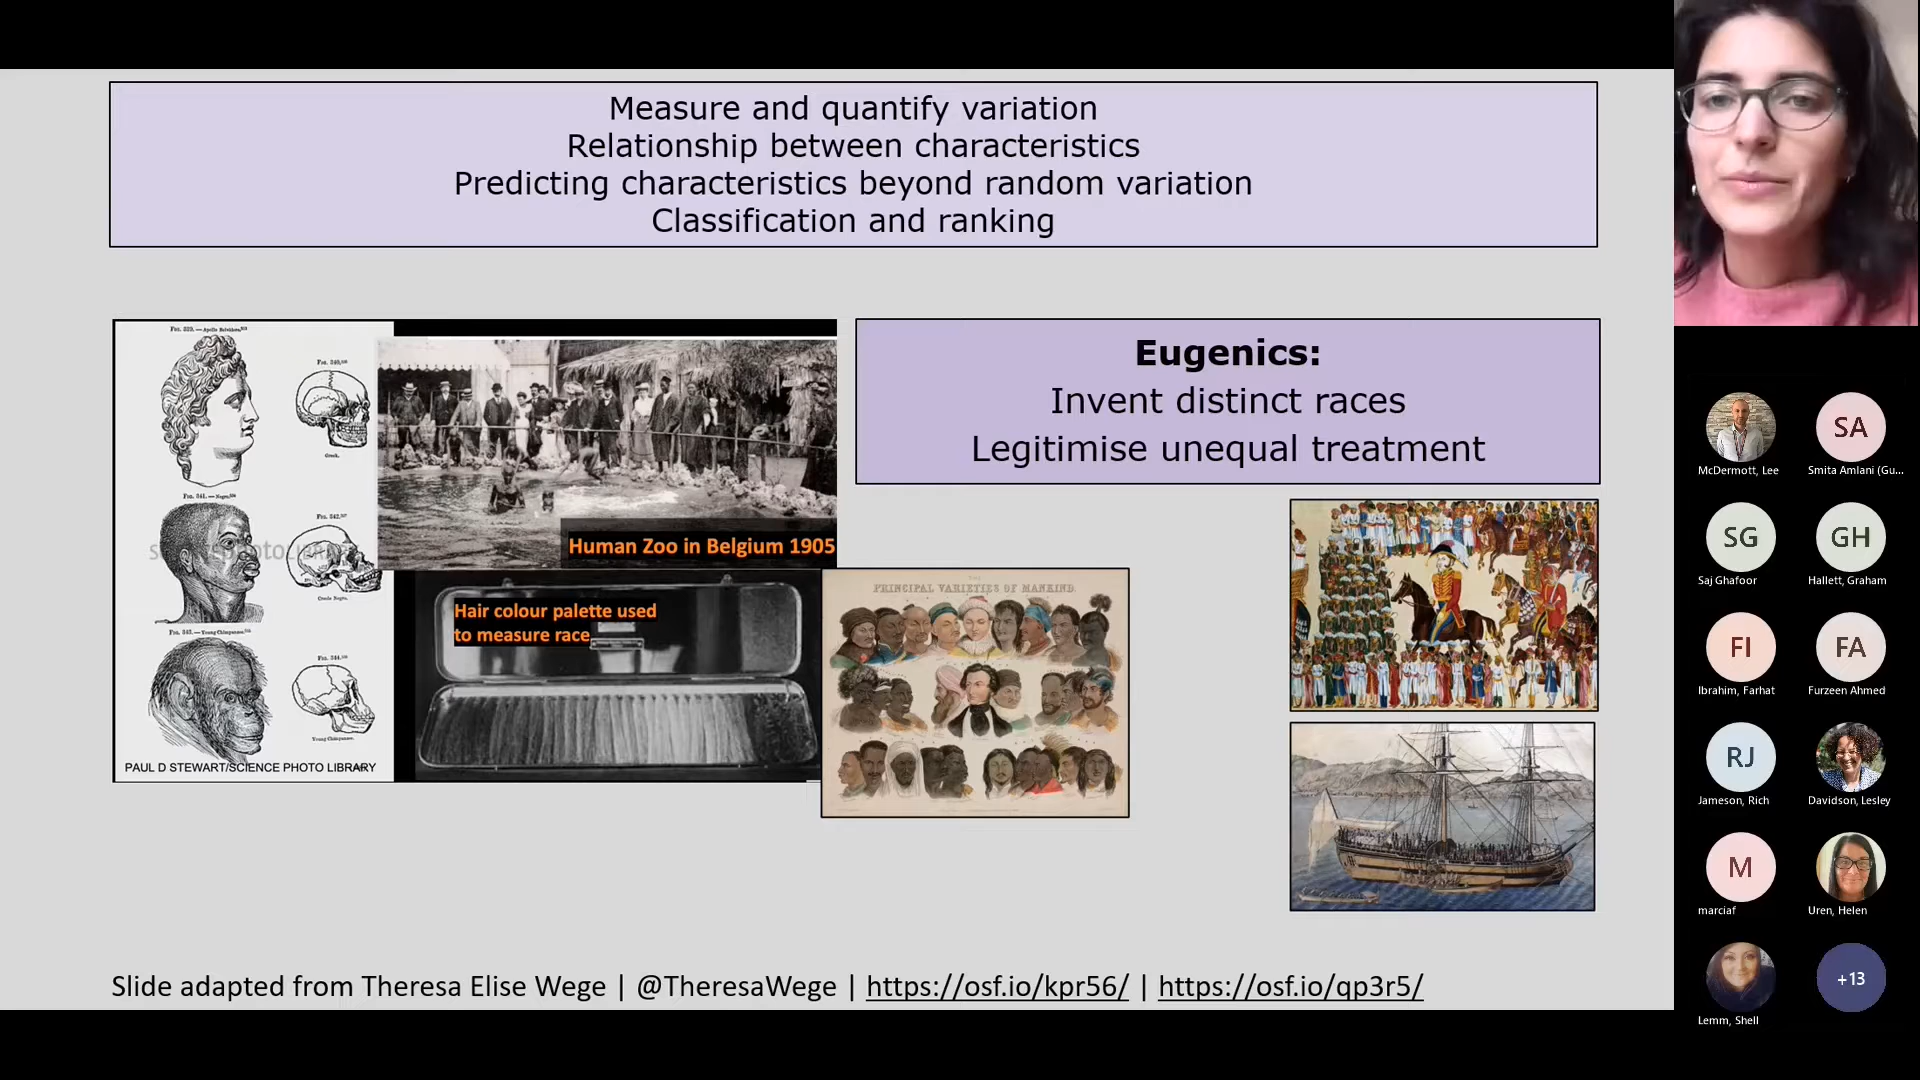 Measure and quantify variation
Relationship between characteristics
Predicting characteristics beyond random variation
Classification and ranking
Eugenics:
Invent distinct races
Legitimise unequal treatment
Human Zoo in Belgium 1905
Hair colour palette used
to measure race
PRINCIPAL VARIETIES OF MANKIND.
Greek.
Young Chimpanzee.
PAUL D STEWART/SCIENCE PHOTO LIBRARY
Slide adapted from Theresa Elise Wege | @TheresaWege | https://osf.io/kpr56/ | https://osf.io/qp3r5/
McDermott, Lee
SA
Smita Amlani (Gu...
SG
Saj Ghafoor
GH
Hallett, Graham
FI
Ibrahim, Farhat
FA
Furzeen Ahmed
RJ
Jameson, Rich
Davidson, Lesley
M
marciaf
Uren, Helen
Lemm, Shell
+13